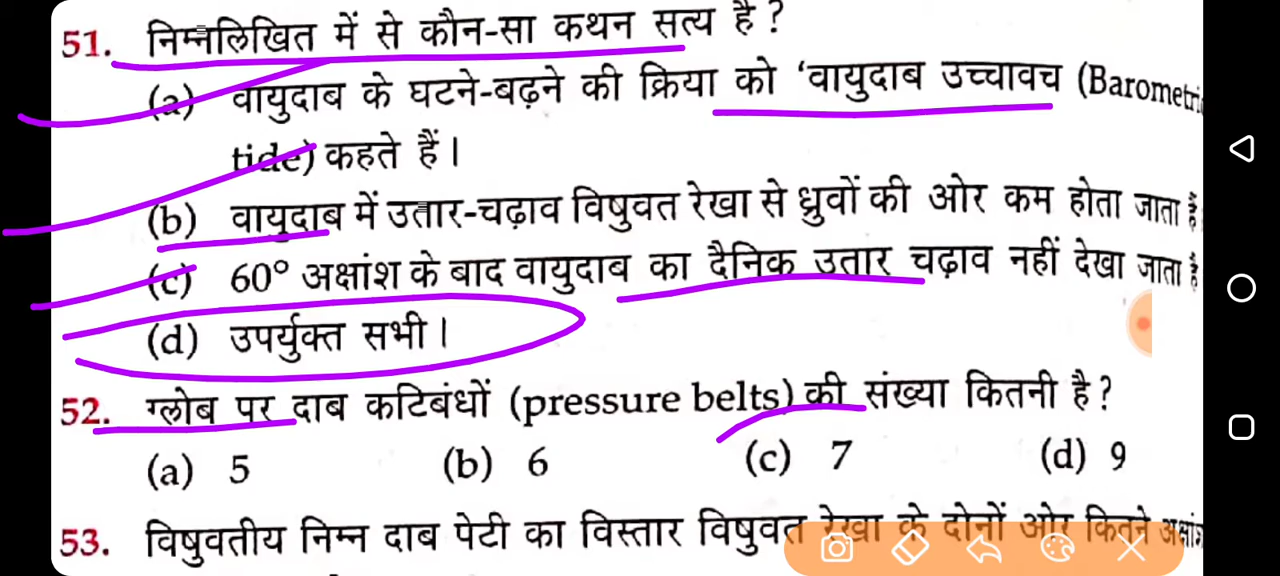 51. निम्नलिखित में से कौन-सा कथन सत्य है ?
(a) वायुदाब के घटने-बढ़ने की क्रिया को ‘वायुदाब उच्चावच (Barometric
tide) कहते हैं।
(b) वायुदाब में उतार-चढ़ाव विषुवत रेखा से ध्रुवों की ओर कम होता जाता है
(c) 60° अक्षांश के बाद वायुदाब का दैनिक उतार चढ़ाव नहीं देखा जाता है
(d) उपर्युक्त सभी।
52. ग्लोब पर दाब कटिबंधों (pressure belts) की संख्या कितनी है ?
(a) 5 (b) 6 (c) 7 (d) 9
53. विषुवतीय निम्न दाब पेटी का विस्तार विषुवत रेखा के दोनों ओर कितने